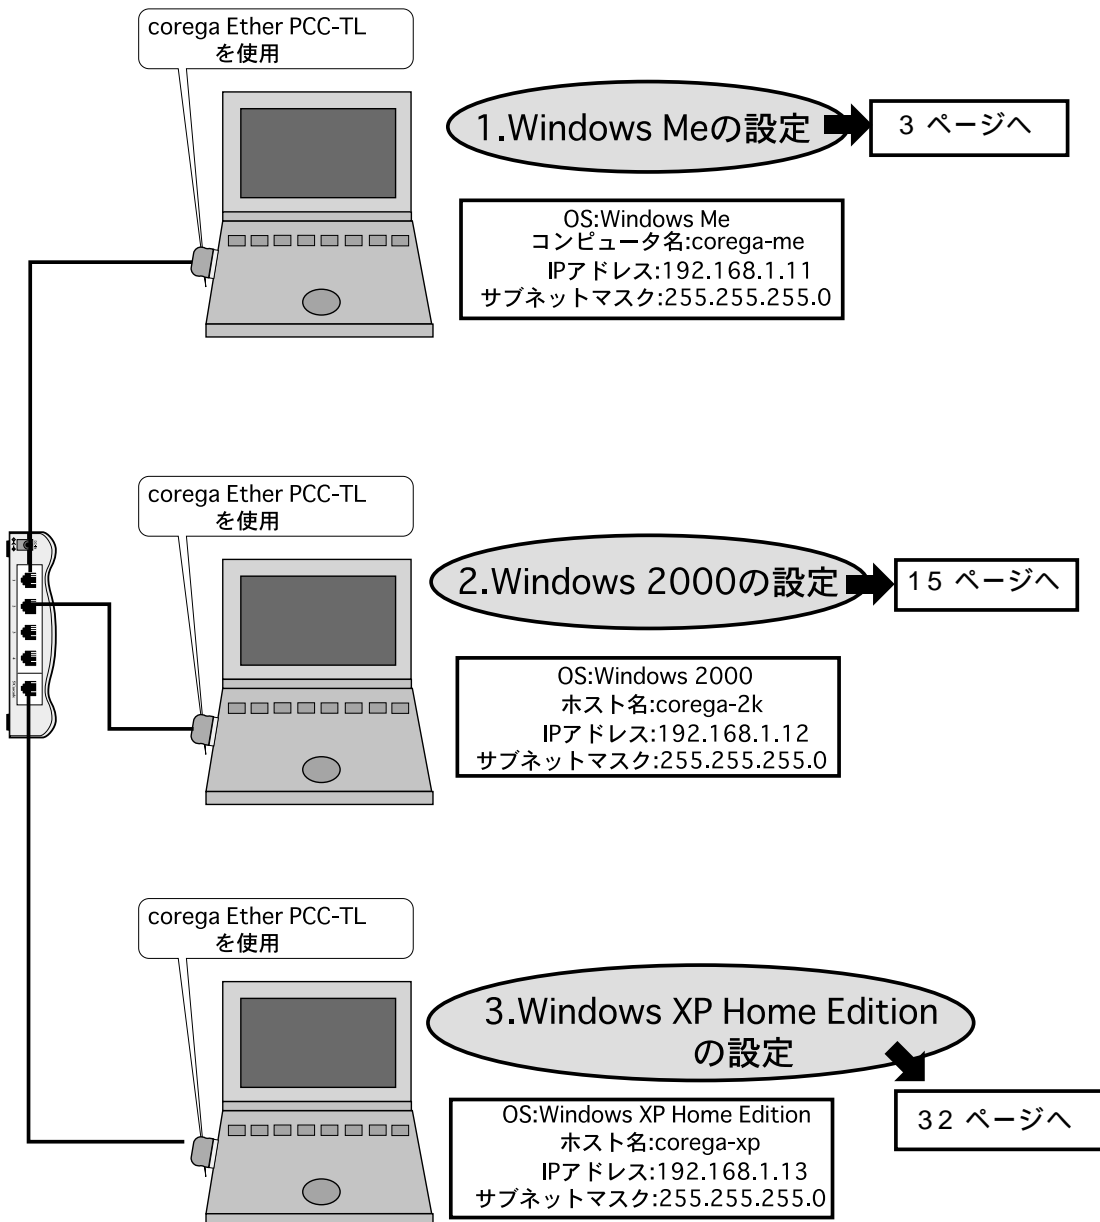 corega Ether PCC-TL
を使用
1.Windows Meの設定
3 ページへ
OS:Windows Me
コンピュータ名:corega-me
IPアドレス:192.168.1.11
サブネットマスク:255.255.255.0
corega Ether PCC-TL
を使用
2.Windows 2000の設定
15 ページへ
OS:Windows 2000
ホスト名:corega-2k
IPアドレス:192.168.1.12
サブネットマスク:255.255.255.0
corega Ether PCC-TL
を使用
3.Windows XP Home Edition
の設定
32 ページへ
OS:Windows XP Home Edition
ホスト名:corega-xp
IPアドレス:192.168.1.13
サブネットマスク:255.255.255.0